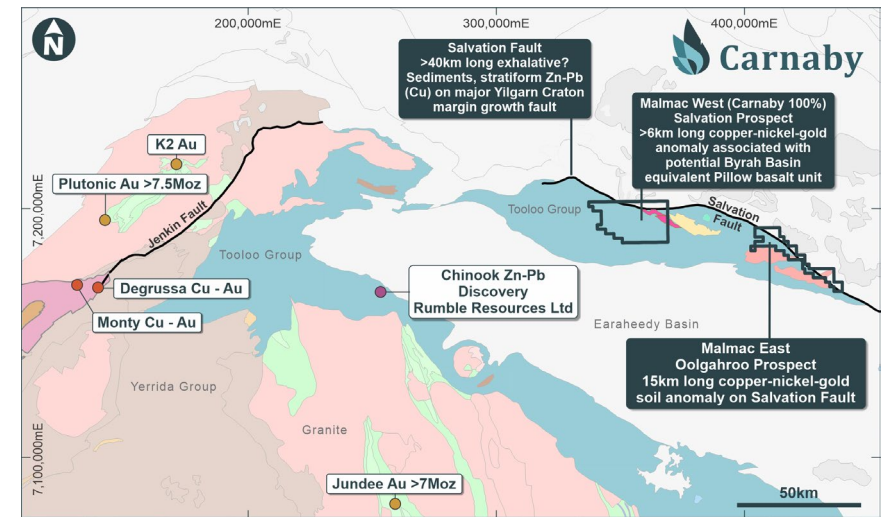 200,000mE
300,000mE
400,000mE
N
Carnaby
Salvation Fault
>40km long exhalative?
Sediments, stratiform Zn-Pb
(Cu) on major Yilgarn Craton
margin growth fault
Malmac West (Carnaby 100%)
Salvation Prospect
>6km long copper-nickel-gold
anomaly associated with
potential Byrah Basin
equivalent Pillow basalt unit
K2 Au
Plutonic Au >7.5Moz
Jenkin Fault
7,200,000mE
Tooloo Group
Salvation
Fault
Tooloo Group
Degrussa Cu - Au
Monty Cu - Au
Chinook Zn-Pb
Discovery
Rumble Resources Ltd
Earaheedy Basin
Malmac East
Oolgahroo Prospect
15km long copper-nickel-gold
soil anomaly on Salvation Fault
Yerrida Group
Granite
7,100,000mE
Jundee Au >7Moz
50km